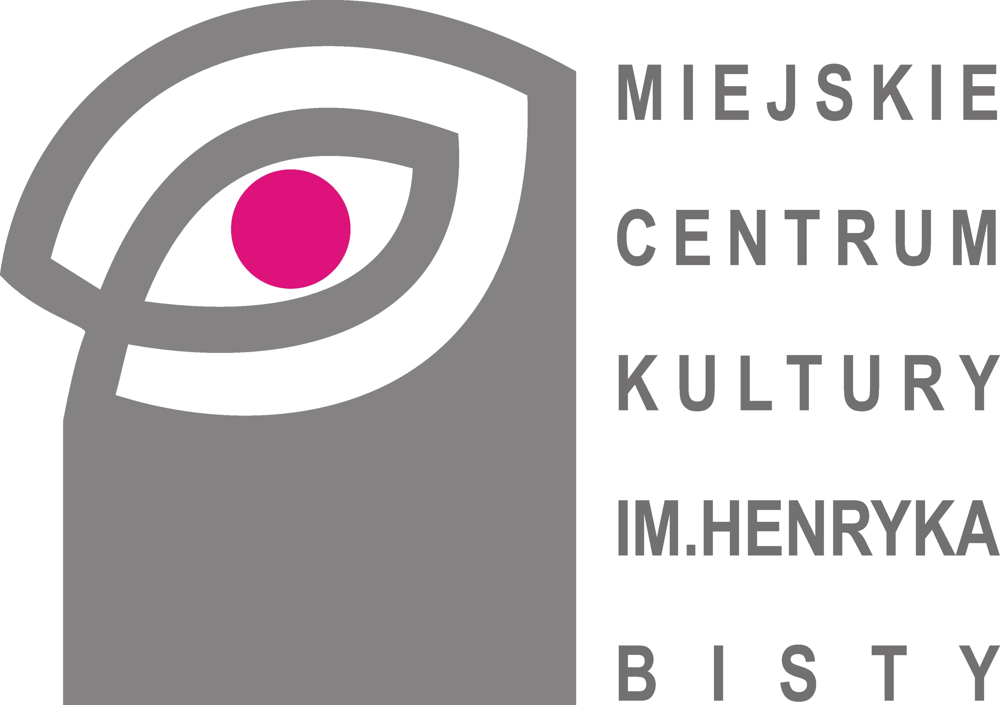 MIEJSKIE
CENTRUM
KULTURY
IM.HENRYKA
BISTY